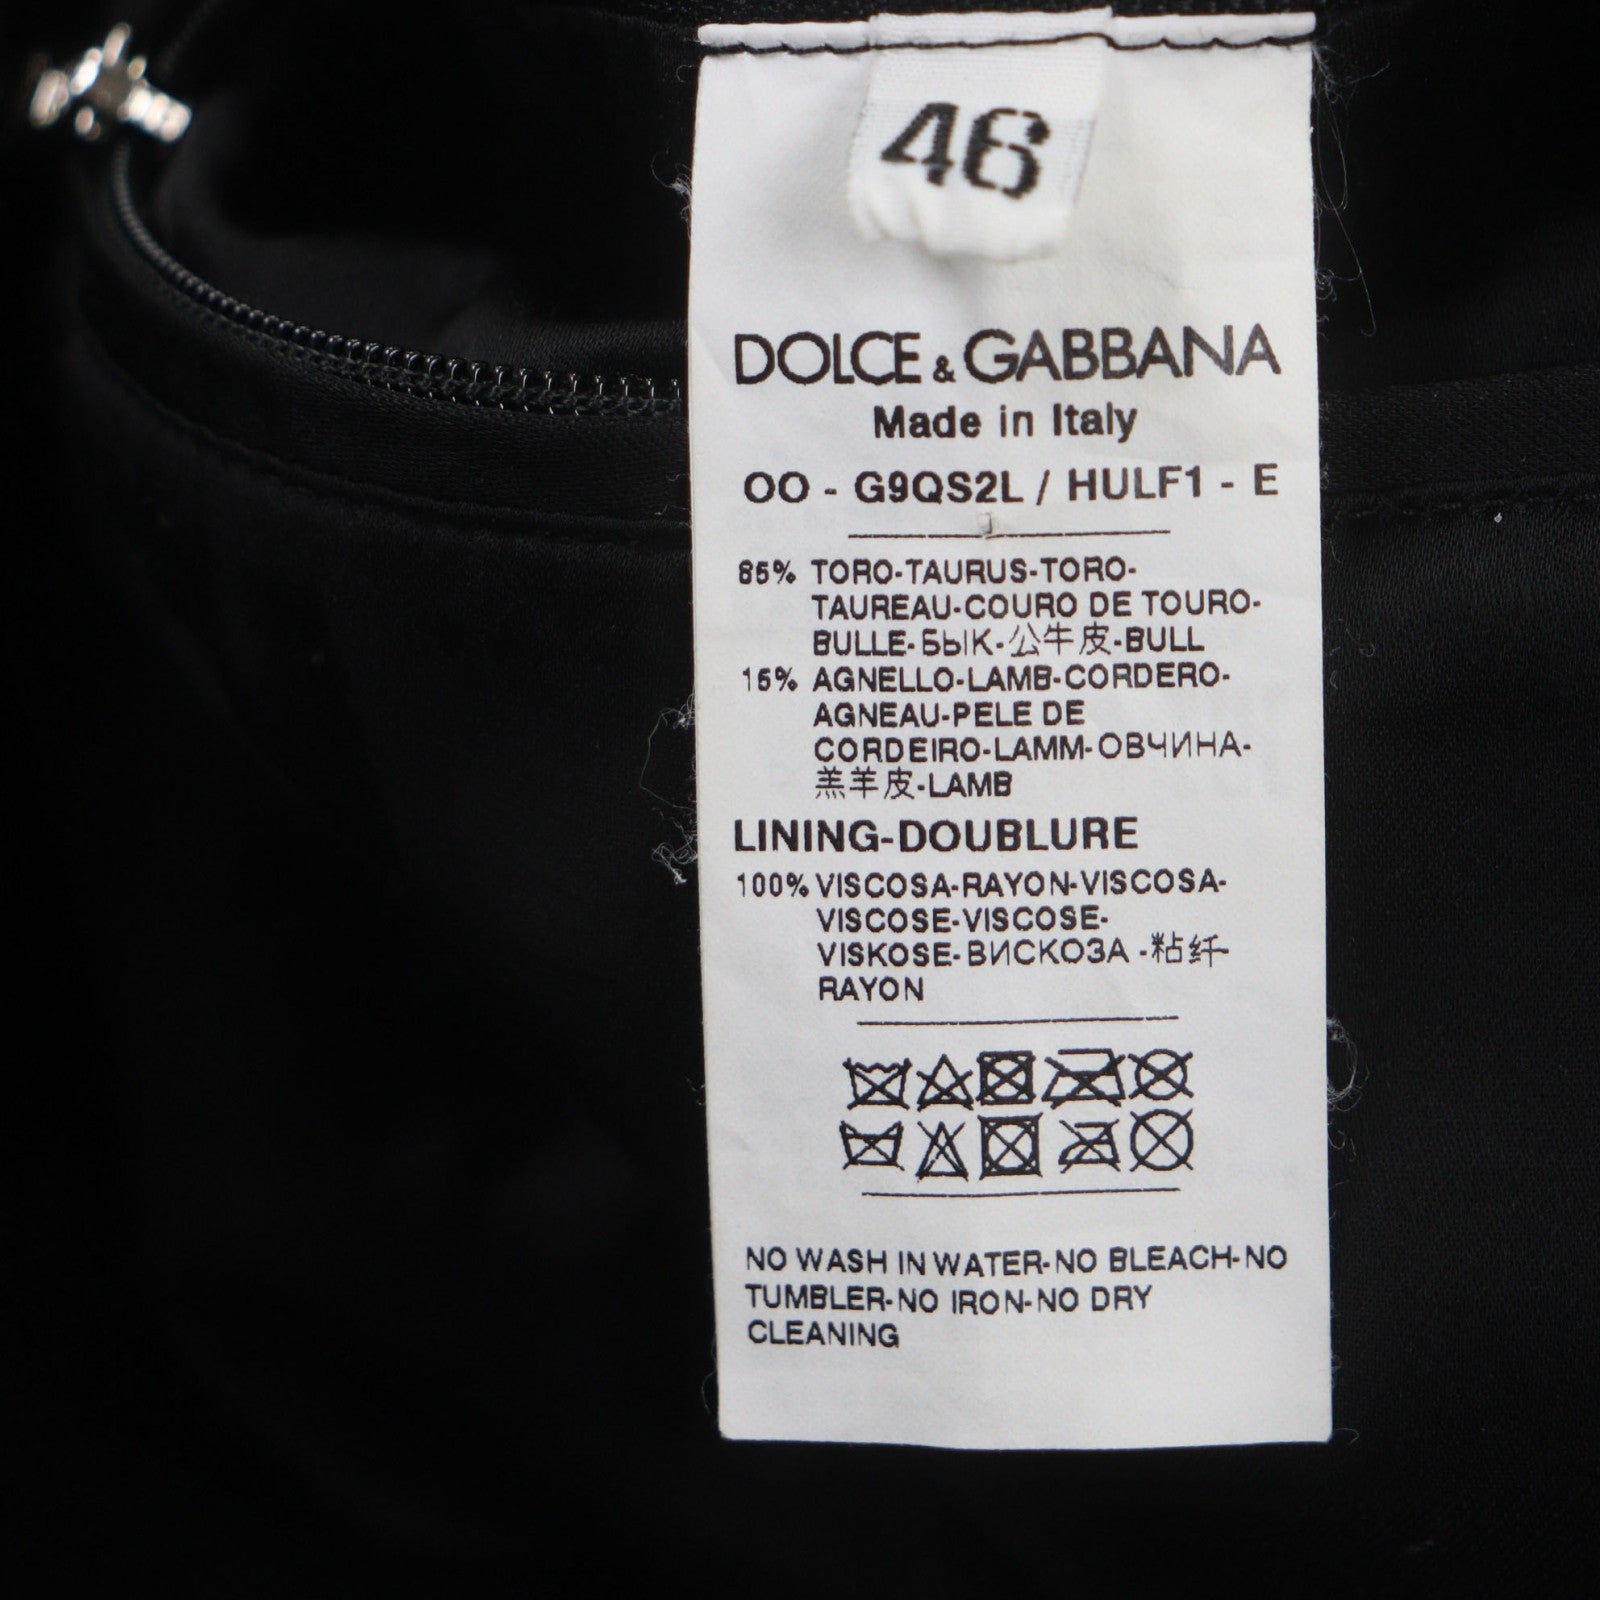 46
DOLCE & GABBANA
Made in Italy
OO - G9QS2L / HULF1 - E
85% TORO-TAURUS-TORO-
TAUREAU-COURO DE TOURO-
BULLE-БЫК-公牛皮-BULL
15% AGNELLO-LAMB-CORDERO-
AGNEAU-PELE DE
CORDEIRO-LAMM-ОВЧИНА-
羔羊皮-LAMB
LINING-DOUBLURE
100% VISCOSA-RAYON-VISCOSA-
VISCOSE-VISCOSE-
VISKOSE-ВИСКОЗА -粘纤-
RAYON
NO WASH IN WATER-NO BLEACH-NO
TUMBLER-NO IRON-NO DRY
CLEANING